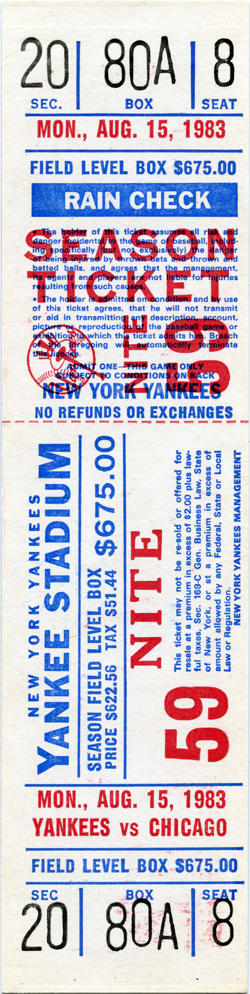 20 80A 8
SEC. BOX SEAT
MON., AUG. 15, 1983
FIELD LEVEL BOX $675.00
RAIN CHECK
SEASON
TICKET
NITE
1983
The holder of this ticket assumes all risk and
danger incidental to the game of baseball, includ-
ing specifically (but not exclusively) the danger
of being injured by thrown bats and thrown or
batted balls and agrees that the management,
its agents and players are not liable for injuries
resulting from such causes.
The holder is admitted on condition, and by use
of this ticket agrees, that he will not transmit
or aid in transmitting any description, account,
picture or reproduction of the baseball game
exhibition to which this ticket admits him. Breach
of the foregoing will automatically terminate
this license.
ADMIT ONE — THIS GAME ONLY
SUBJECT TO CONDITIONS ON BACK
NEW YORK YANKEES
NO REFUNDS OR EXCHANGES
NEW YORK YANKEES
YANKEE STADIUM
SEASON FIELD LEVEL BOX
PRICE $622.56 TAX $51.44
$675.00
NITE
59
This ticket may not be re-sold or offered for
resale at a premium in excess of $2.00 plus law-
ful taxes, Sec. 169-C Gen. Business Law, State
of New York, or at a premium in excess of
amount allowed by any Federal, State or Local
Law or Regulation.
NEW YORK YANKEES MANAGEMENT
MON., AUG. 15, 1983
YANKEES vs CHICAGO
FIELD LEVEL BOX $675.00
SEC BOX SEAT
20 80A 8